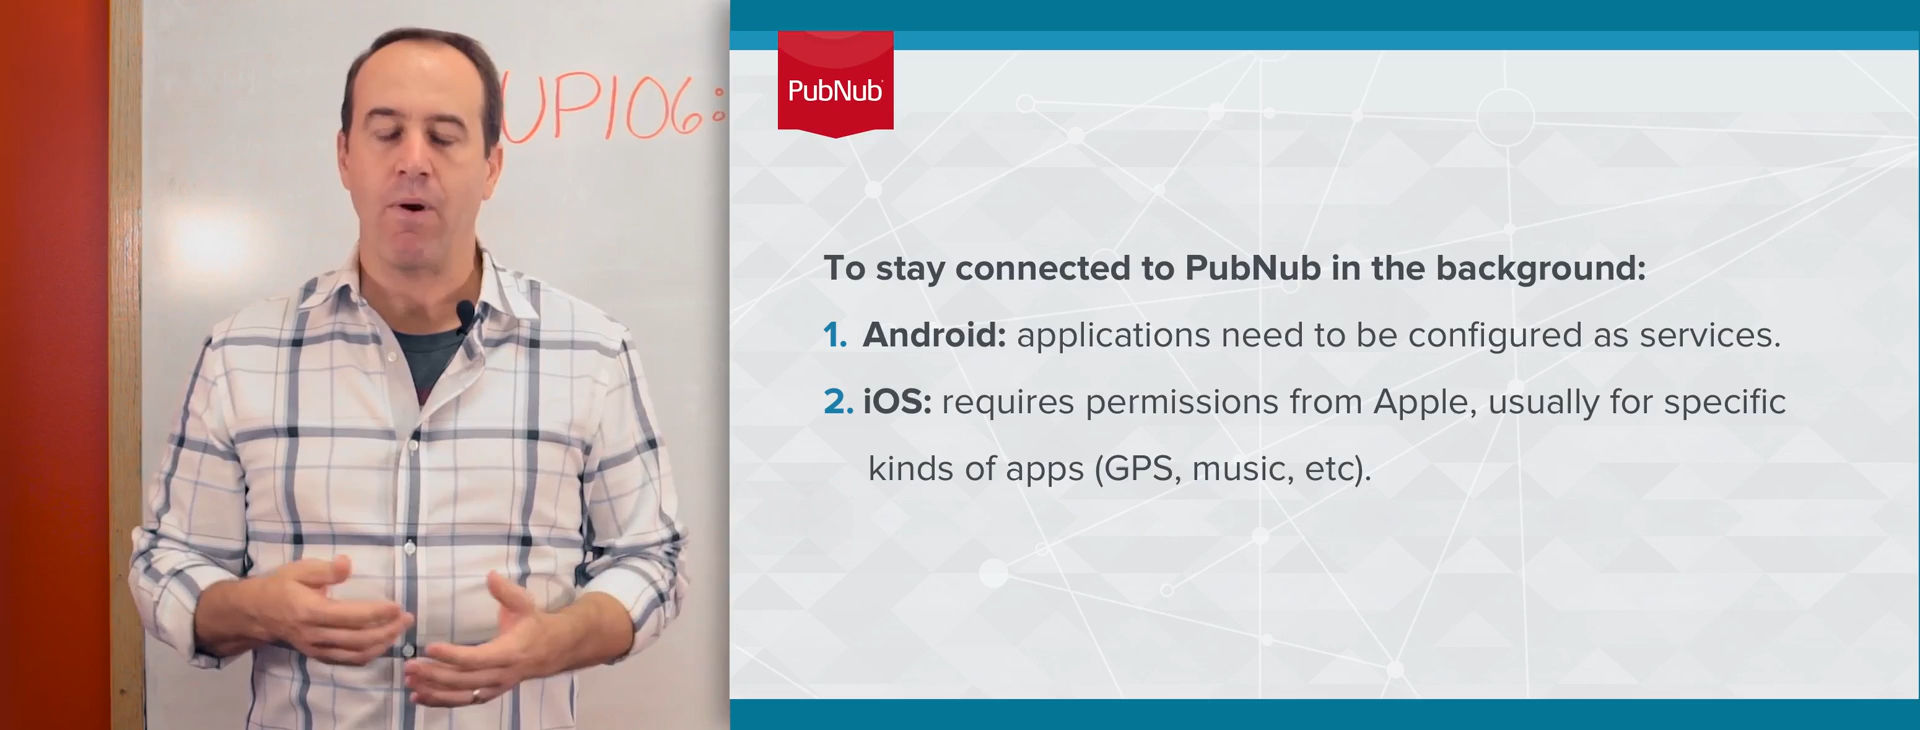 UP106:
PubNub
To stay connected to PubNub in the background:
1. Android: applications need to be configured as services.
2. iOS: requires permissions from Apple, usually for specific
kinds of apps (GPS, music, etc).